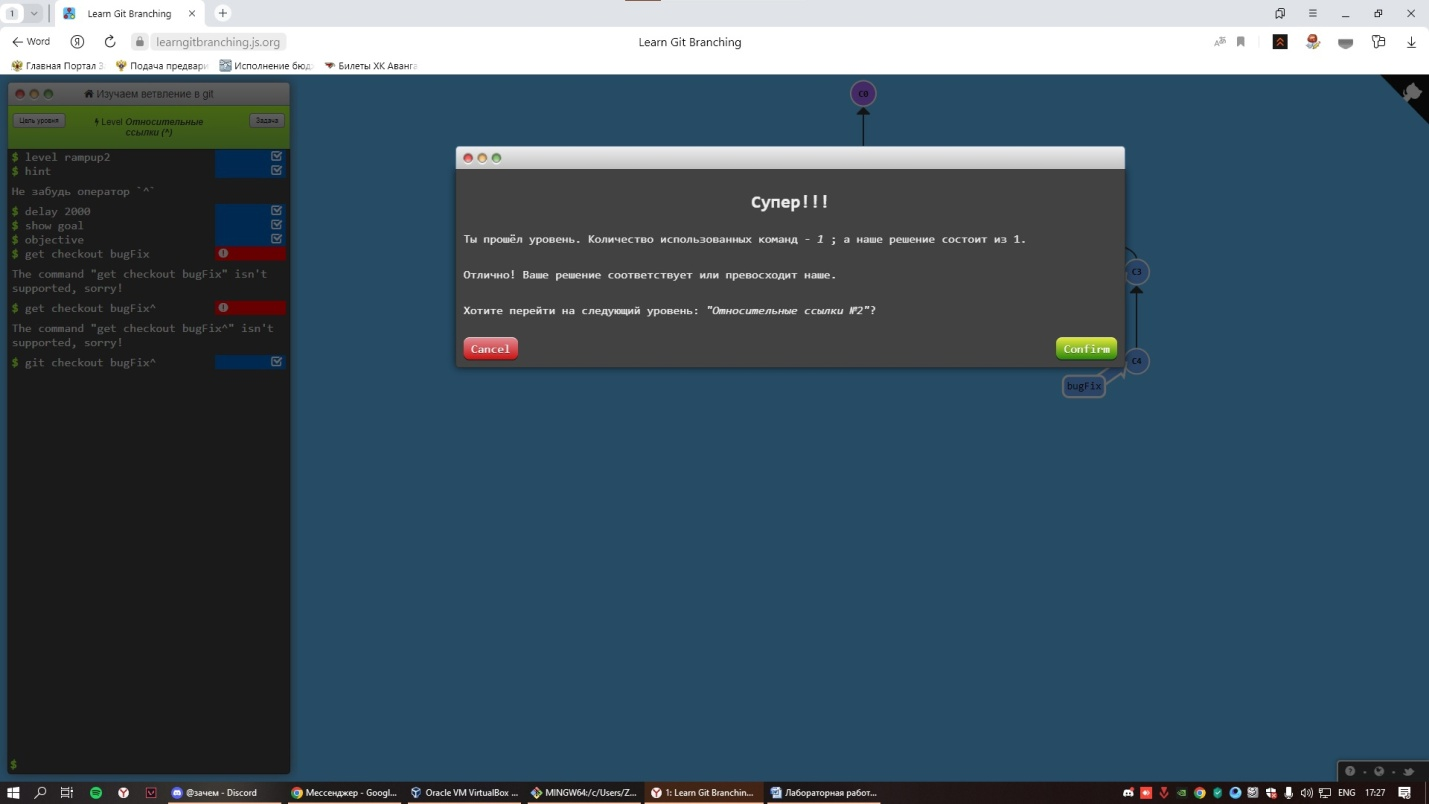 1
Learn Git Branching
Word
Я
learngitbranching.js.org
Learn Git Branching
Главная Портал З
Подача предвари
Исполнение бюд
Билеты ХК Аванга
Изучаем ветвление в git
Цель уровня
Level Относительные
ссылки (^)
Задача
$ level rampup2
$ hint
Не забудь оператор `^`
$ delay 2000
$ show goal
$ objective
$ get checkout bugFix
The command "get checkout bugFix" isn't
supported, sorry!
$ get checkout bugFix^
The command "get checkout bugFix^" isn't
supported, sorry!
$ git checkout bugFix^
$
C0
Супер!!!
Ты прошёл уровень. Количество использованных команд - 1 ; а наше решение состоит из 1.
Отлично! Ваше решение соответствует или превосходит наше.
Хотите перейти на следующий уровень: "Относительные ссылки №2"?
Cancel
Confirm
C3
C4
bugFix
@зачем - Discord
Мессенджер - Googl...
Oracle VM VirtualBox ...
MINGW64:/c/Users/Z...
1: Learn Git Branchin...
Лабораторная работ...
ENG
17:27